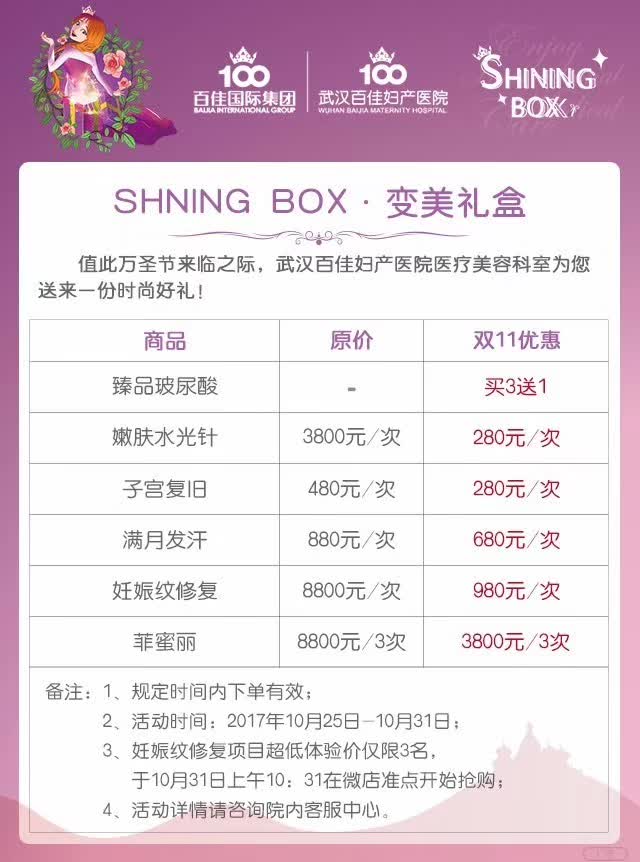 Enjoy
100
百佳国际集团
BAIJIA INTERNATIONAL GROUP
100
武汉百佳妇产医院
WUHAN BAIJIA MATERNITY HOSPITAL
SHINING
BOX
SHNING BOX · 变美礼盒
值此万圣节来临之际，武汉百佳妇产医院医疗美容科室为您
送来一份时尚好礼！
商品 原价 双11优惠
臻品玻尿酸 - 买3送1
嫩肤水光针 3800元/次 280元/次
子宫复旧 480元/次 280元/次
满月发汗 880元/次 680元/次
妊娠纹修复 8800元/次 980元/次
菲蜜丽 8800元/3次 3800元/3次
备注：1、规定时间内下单有效；
2、活动时间：2017年10月25日-10月31日；
3、妊娠纹修复项目超低体验价仅限3名，
于10月31日上午10：31在微店准点开始抢购；
4、活动详情请咨询院内客服中心。